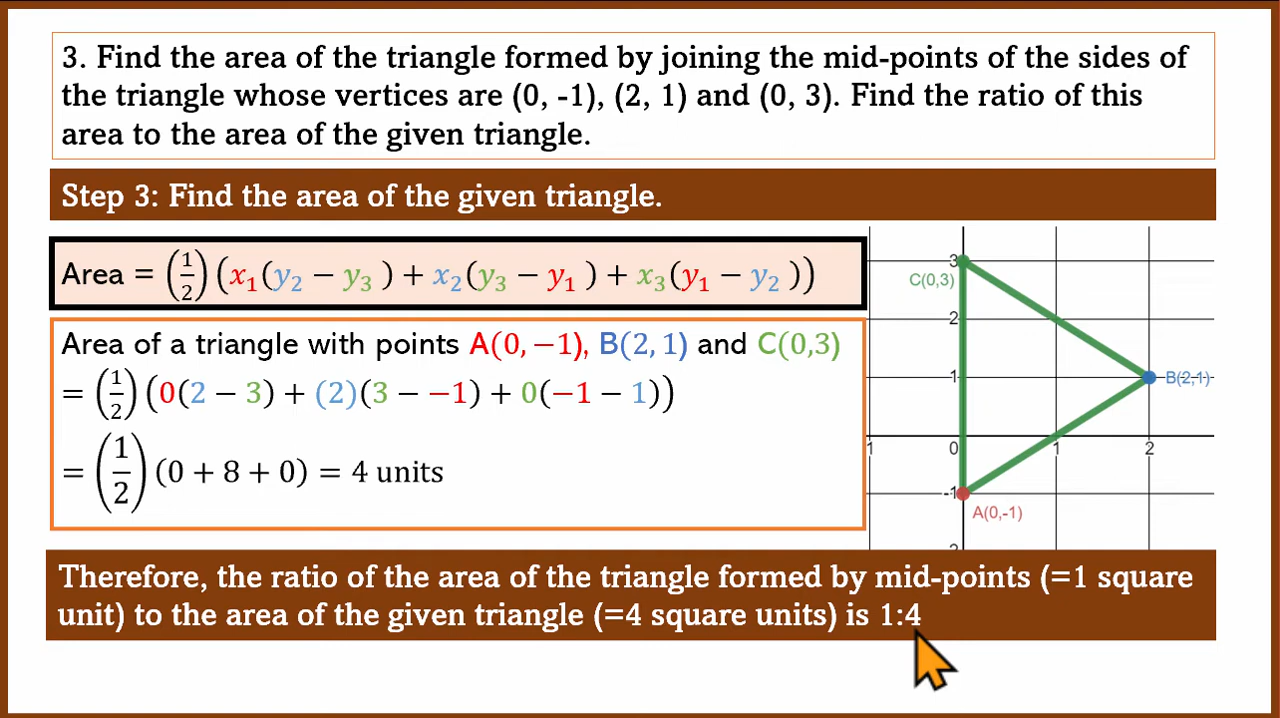 3. Find the area of the triangle formed by joining the mid-points of the sides of
the triangle whose vertices are (0, -1), (2, 1) and (0, 3). Find the ratio of this
area to the area of the given triangle.
Step 3: Find the area of the given triangle.
Area = (1/2)(x₁(y₂ − y₃ ) + x₂(y₃ − y₁ ) + x₃(y₁ − y₂ ))
Area of a triangle with points A(0, −1), B(2, 1) and C(0,3)
= (1/2)(0(2 − 3) + (2)(3 − −1) + 0(−1 − 1))
= (1/2)(0 + 8 + 0) = 4 units
3
C(0,3)
2
1
B(2,1)
1
0
1
2
-1
A(0,-1)
Therefore, the ratio of the area of the triangle formed by mid-points (=1 square
unit) to the area of the given triangle (=4 square units) is 1:4